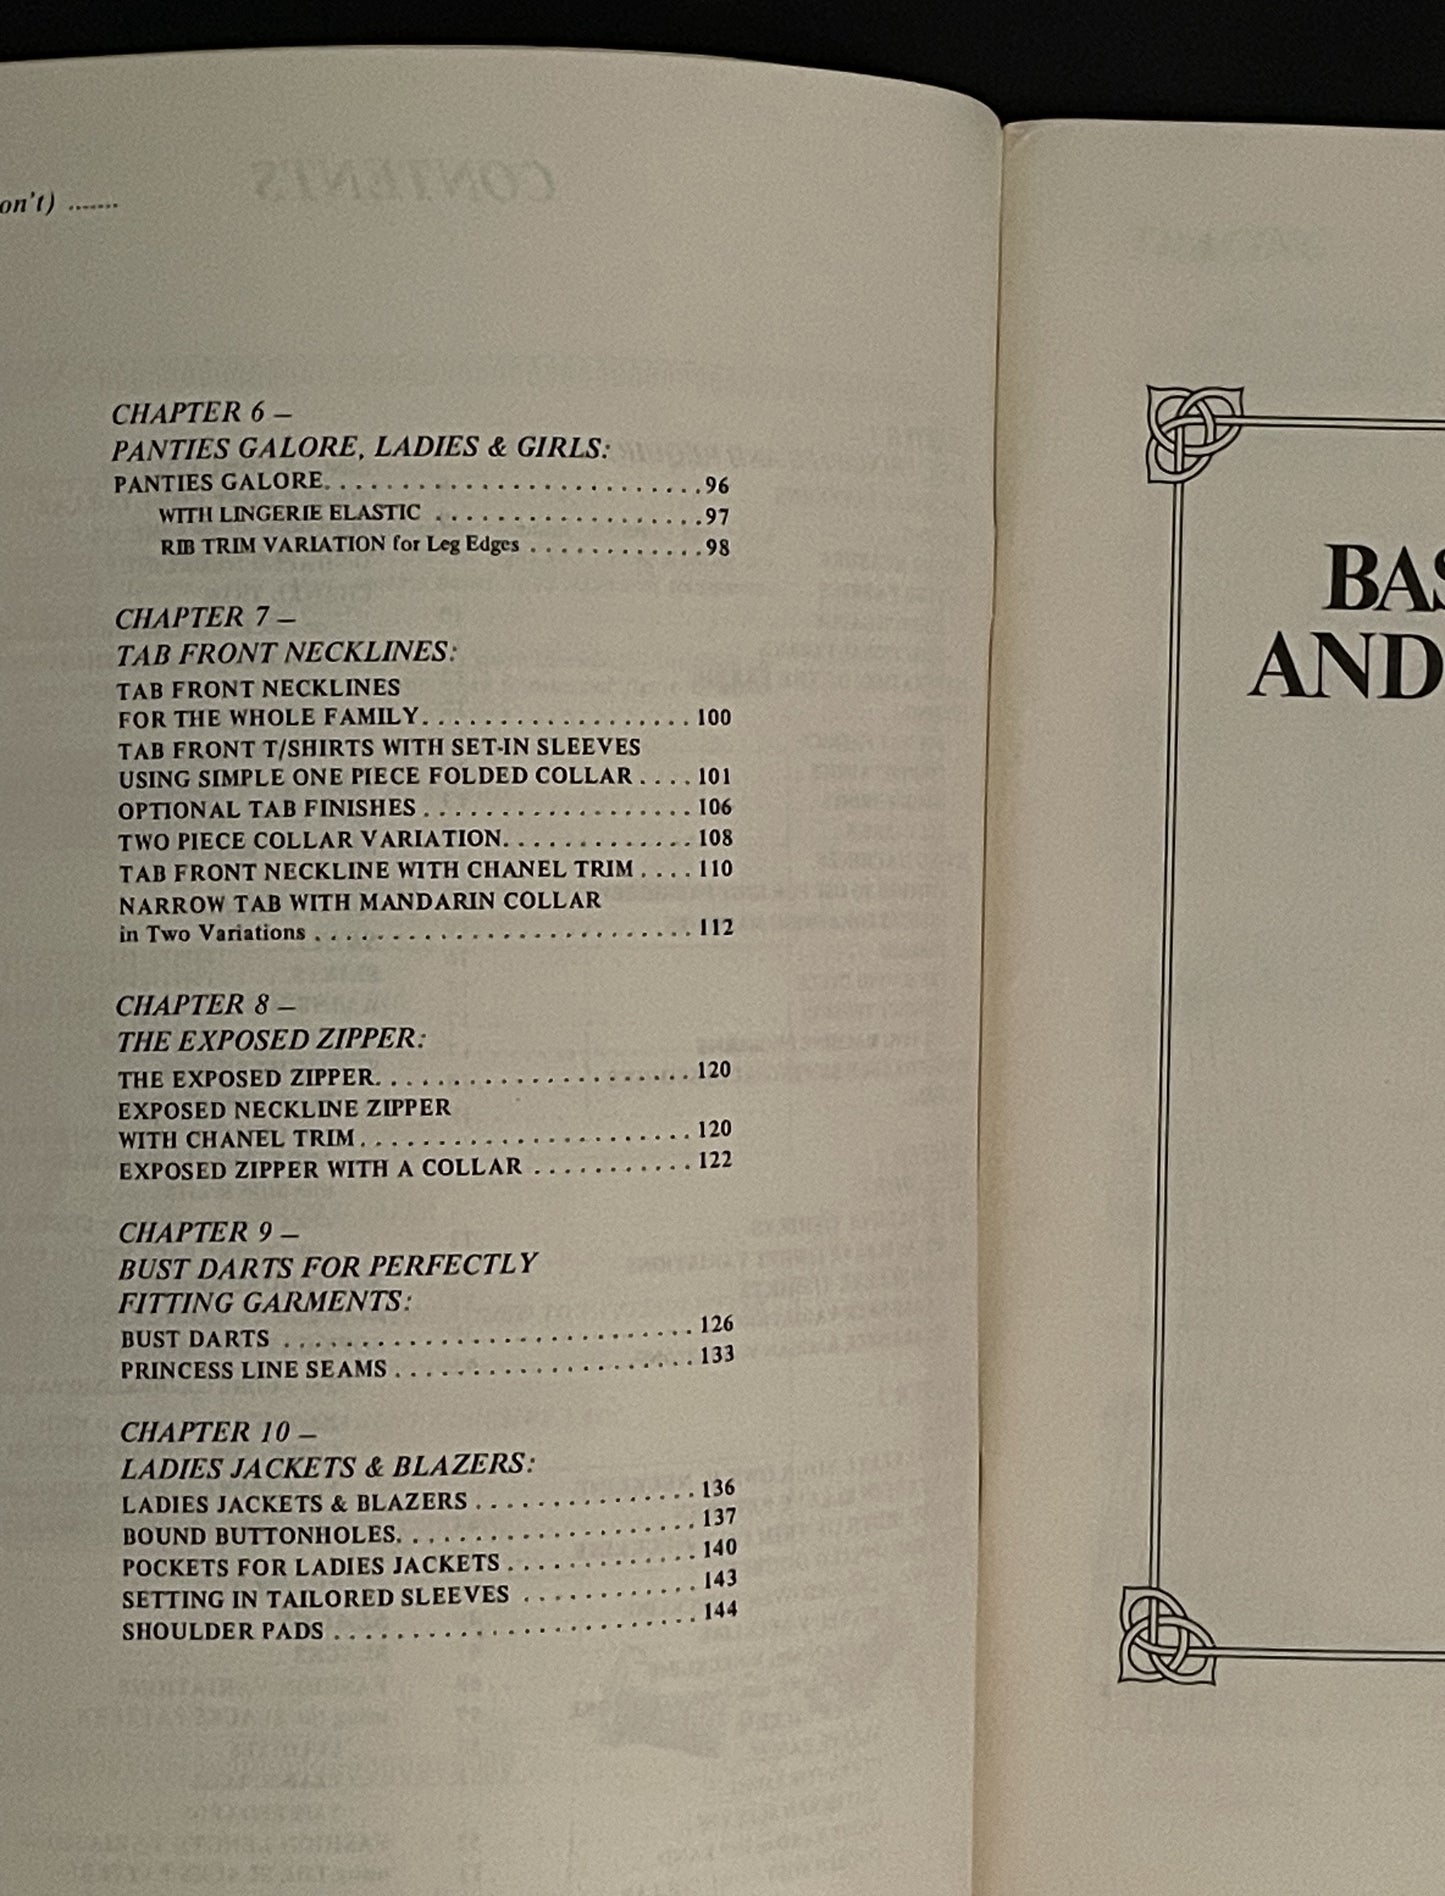 on't) .......
CHAPTER 6 –
PANTIES GALORE, LADIES & GIRLS:
PANTIES GALORE. . . . . . . . . . . . . . . . . . . . . . . . . 96
WITH LINGERIE ELASTIC . . . . . . . . . . . . . . . . . . 97
RIB TRIM VARIATION for Leg Edges . . . . . . . . . . . . 98
CHAPTER 7 –
TAB FRONT NECKLINES:
TAB FRONT NECKLINES
FOR THE WHOLE FAMILY. . . . . . . . . . . . . . . . . . 100
TAB FRONT T/SHIRTS WITH SET-IN SLEEVES
USING SIMPLE ONE PIECE FOLDED COLLAR . . . . 101
OPTIONAL TAB FINISHES . . . . . . . . . . . . . . . . . . 106
TWO PIECE COLLAR VARIATION. . . . . . . . . . . . . 108
TAB FRONT NECKLINE WITH CHANEL TRIM . . . . 110
NARROW TAB WITH MANDARIN COLLAR
in Two Variations . . . . . . . . . . . . . . . . . . . . . . . . . 112
CHAPTER 8 –
THE EXPOSED ZIPPER:
THE EXPOSED ZIPPER. . . . . . . . . . . . . . . . . . . . . 120
EXPOSED NECKLINE ZIPPER
WITH CHANEL TRIM . . . . . . . . . . . . . . . . . . . . . . 120
EXPOSED ZIPPER WITH A COLLAR . . . . . . . . . . . 122
CHAPTER 9 –
BUST DARTS FOR PERFECTLY
FITTING GARMENTS:
BUST DARTS . . . . . . . . . . . . . . . . . . . . . . . . . . . 126
PRINCESS LINE SEAMS . . . . . . . . . . . . . . . . . . . . 133
CHAPTER 10 –
LADIES JACKETS & BLAZERS:
LADIES JACKETS & BLAZERS . . . . . . . . . . . . . . . 136
BOUND BUTTONHOLES. . . . . . . . . . . . . . . . . . . . 137
POCKETS FOR LADIES JACKETS . . . . . . . . . . . . . 140
SETTING IN TAILORED SLEEVES . . . . . . . . . . . . 143
SHOULDER PADS . . . . . . . . . . . . . . . . . . . . . . . . 144
BAS
AND